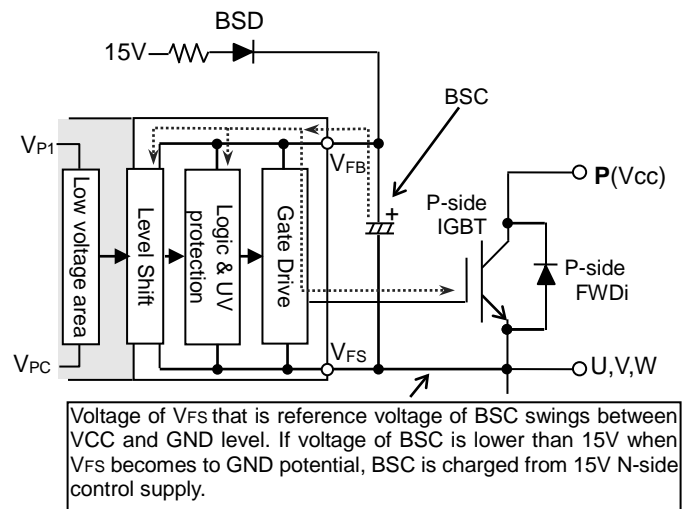 BSD
15V
BSC
VP1
VFB
P(Vcc)
P-side
IGBT
Low voltage area
Level Shift
Logic & UV
protection
Gate Drive
+
P-side
FWDi
VPC
VFS
U,V,W
Voltage of VFS that is reference voltage of BSC swings between
VCC and GND level. If voltage of BSC is lower than 15V when
VFS becomes to GND potential, BSC is charged from 15V N-side
control supply.